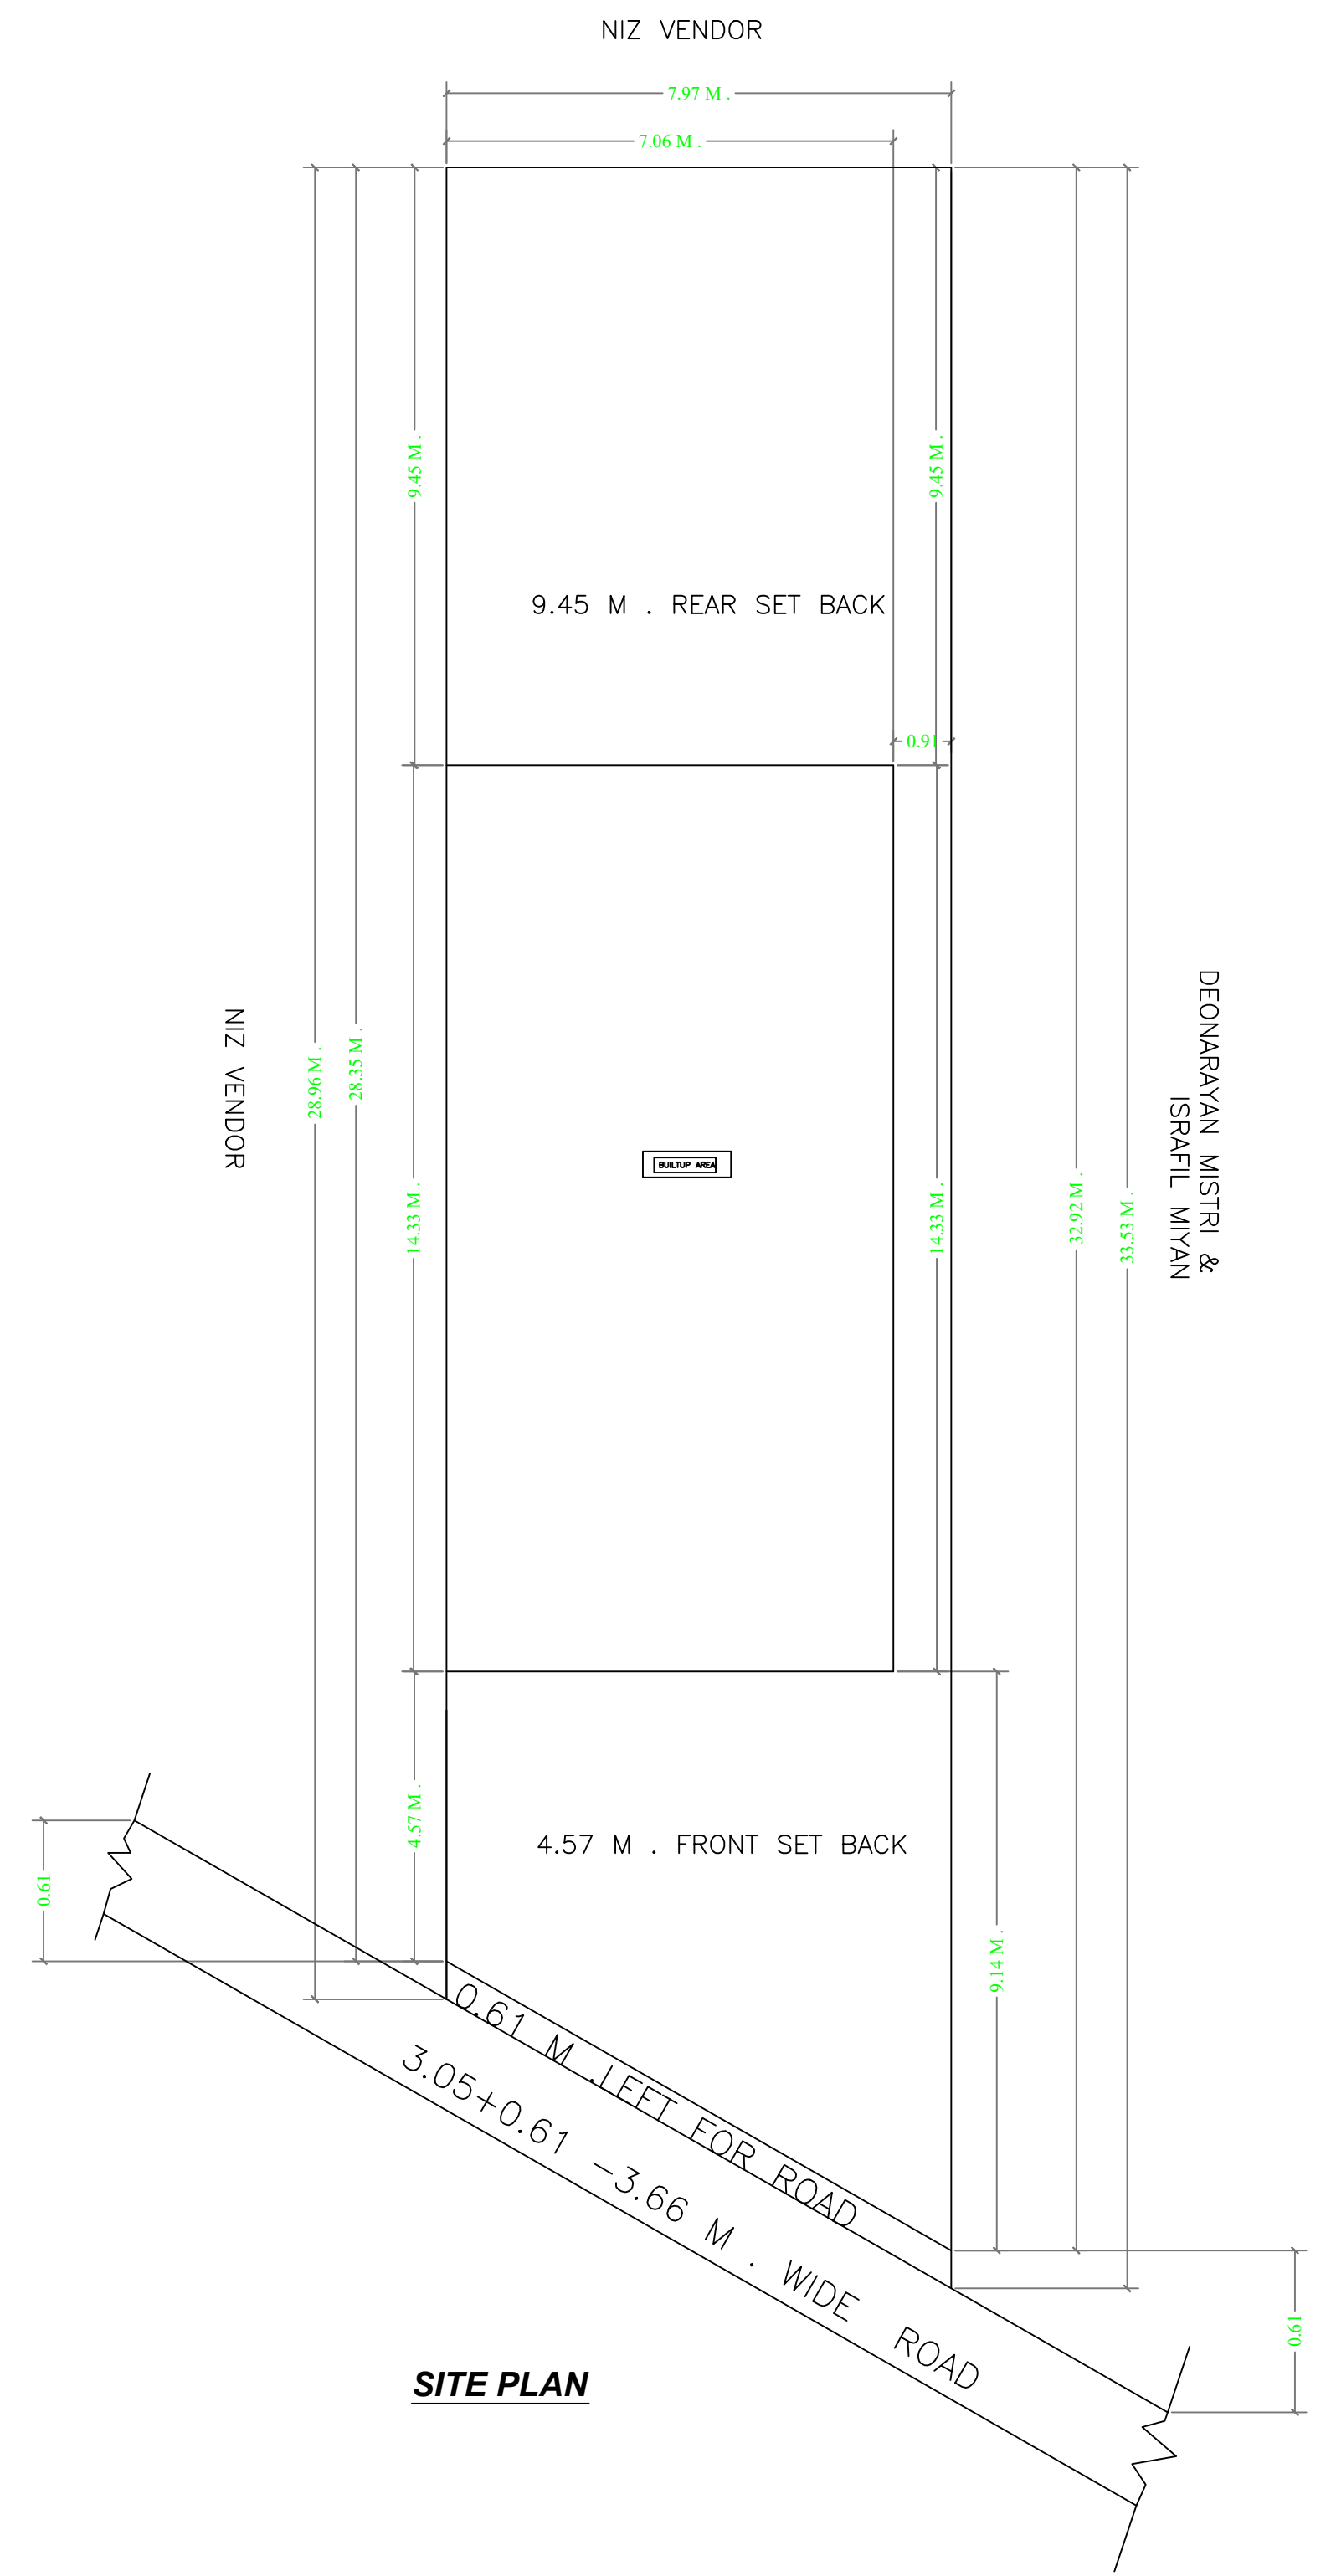 NIZ VENDOR
7.97 M .
7.06 M .
9.45 M .
9.45 M .
9.45 M . REAR SET BACK
0.91
NIZ VENDOR
28.96 M .
28.35 M .
14.33 M .
BUILTUP AREA
14.33 M .
32.92 M .
33.53 M .
DEONARAYAN MISTRI &
ISRAFIL MIYAN
4.57 M .
4.57 M . FRONT SET BACK
0.61
9.14 M .
0.61 M .LEFT FOR ROAD
3.05+0.61 -3.66 M . WIDE ROAD
0.61
SITE PLAN